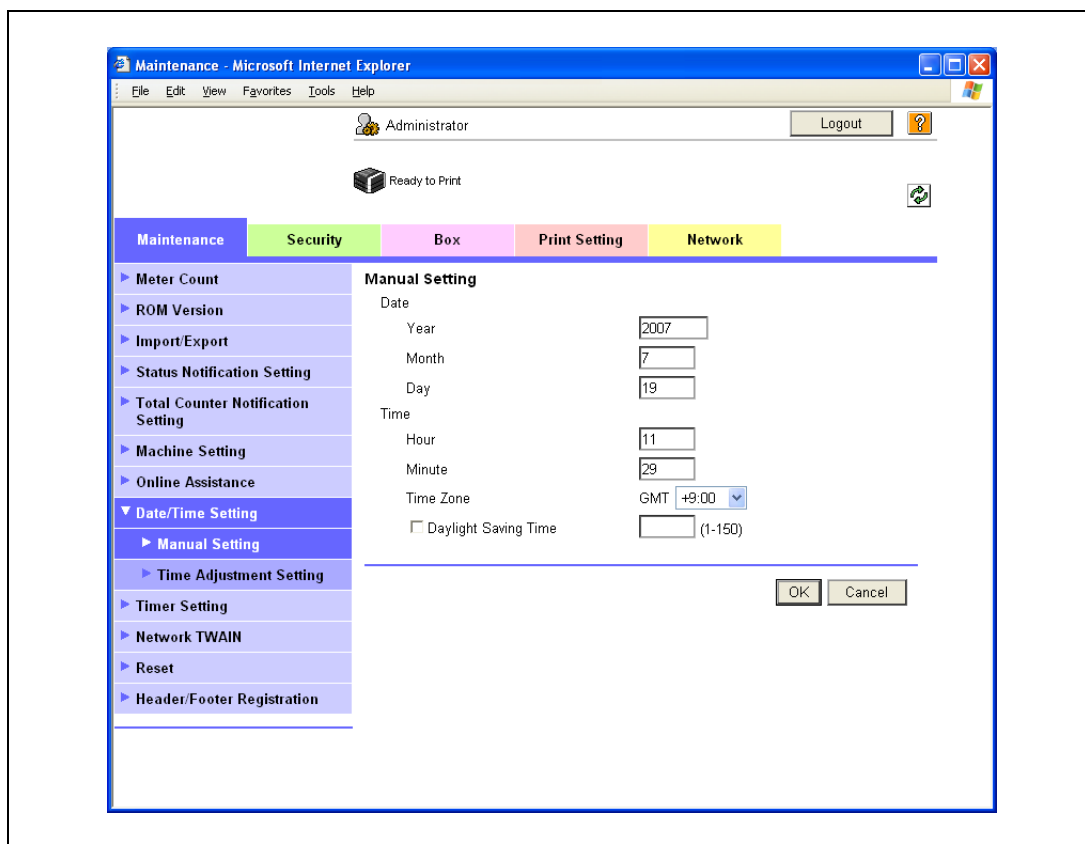 Maintenance - Microsoft Internet Explorer
File Edit View Favorites Tools Help
Administrator Logout ?
Ready to Print
Maintenance Security Box Print Setting Network
Meter Count
ROM Version
Import/Export
Status Notification Setting
Total Counter Notification
Setting
Machine Setting
Online Assistance
Date/Time Setting
Manual Setting
Time Adjustment Setting
Timer Setting
Network TWAIN
Reset
Header/Footer Registration
Manual Setting
Date
Year 2007
Month 7
Day 19
Time
Hour 11
Minute 29
Time Zone GMT +9:00
Daylight Saving Time (1-150)
OK Cancel